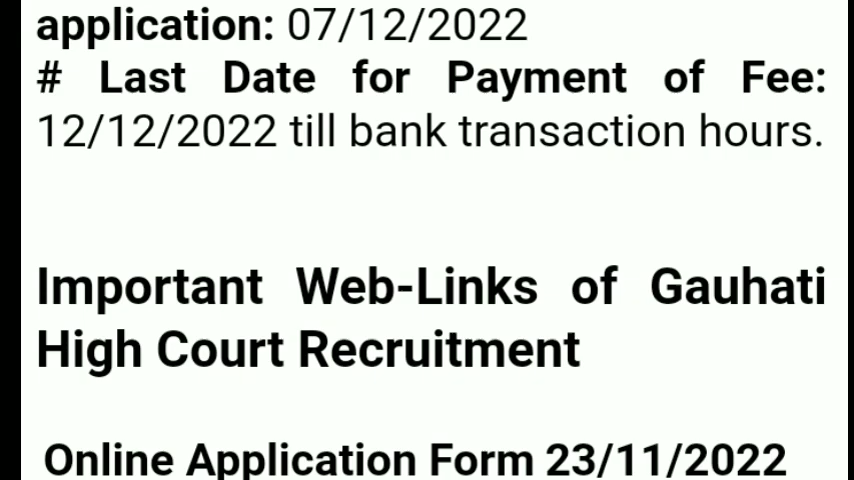 application: 07/12/2022
# Last Date for Payment of Fee:
12/12/2022 till bank transaction hours.
Important Web-Links of Gauhati
High Court Recruitment
Online Application Form 23/11/2022